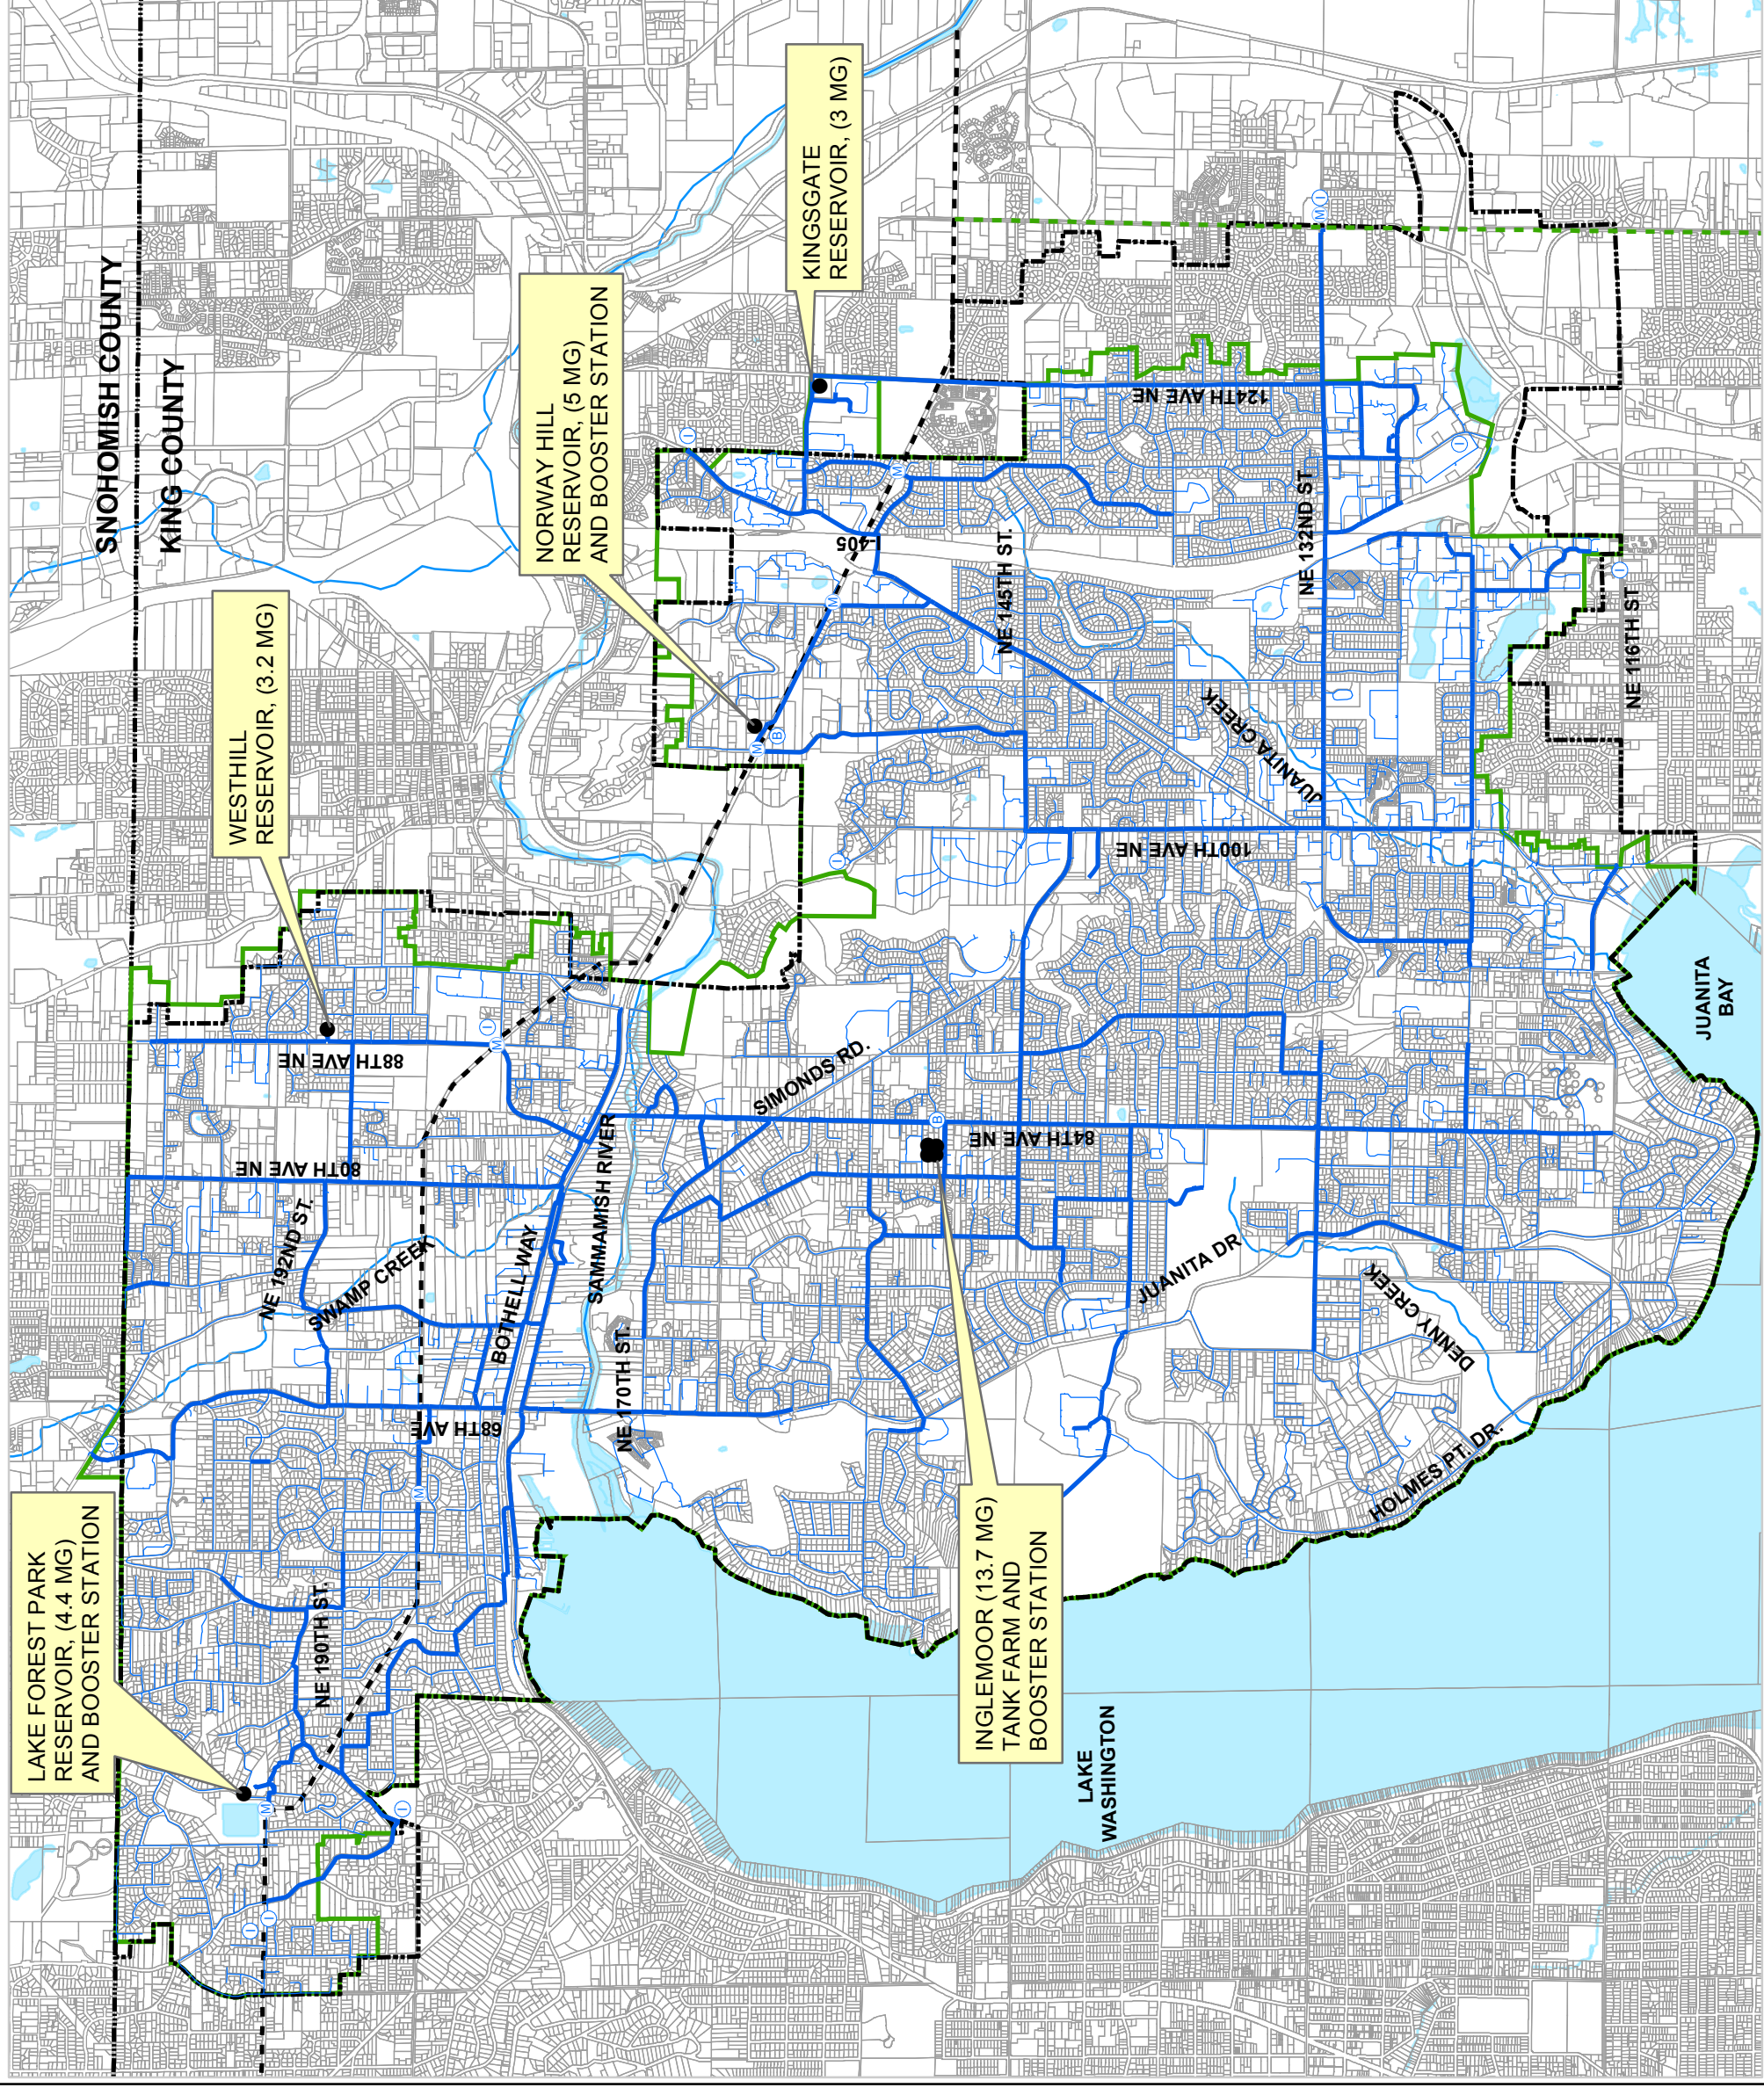 SNOHOMISH COUNTY
KING COUNTY
LAKE FOREST PARK
RESERVOIR, (4.4 MG)
AND BOOSTER STATION
WESTHILL
RESERVOIR, (3.2 MG)
NORWAY HILL
RESERVOIR, (5 MG)
AND BOOSTER STATION
KINGSGATE
RESERVOIR, (3 MG)
INGLEMOOR (13.7 MG)
TANK FARM AND
BOOSTER STATION
NE 190TH ST.
68TH AVE
NE 192ND ST.
SWAMP CREEK
80TH AVE NE
88TH AVE NE
BOTHELL WAY
SAMMAMISH RIVER
NE 170TH ST.
SIMONDS RD.
84TH AVE NE
JUANITA DR
DENNY CREEK
HOLMES PT. DR.
100TH AVE NE
JUANITA CREEK
-405
NE 145TH ST.
124TH AVE NE
NE 132ND ST
NE 116TH ST
JUANITA
BAY
LAKE
WASHINGTON
M
I
I
I
M
I
M
I
M
B
M
M
I
I
B
M
I
I
I